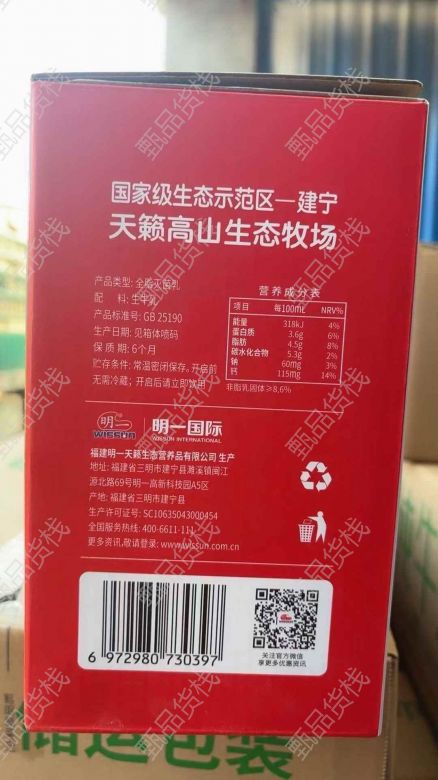 国家级生态示范区—建宁
天籁高山生态牧场
产品类型: 全脂灭菌乳
配 料: 生牛乳
产品标准号: GB 25190
生产日期: 见箱体喷码
保 质 期: 6个月
贮存条件: 常温密闭保存。开启前
无需冷藏; 开启后请立即饮用
营养成分表
项目 每100mL NRV%
能量 318kJ 4%
蛋白质 3.6g 6%
脂肪 4.5g 8%
碳水化合物 5.3g 2%
钠 60mg 3%
钙 115mg 14%
非脂乳固体≥8.6%
明一
WISSUN
明一国际
WISSUN INTERNATIONAL
福建明一天籁生态营养品有限公司 生产
地址: 福建省三明市建宁县濉溪镇闽江
源北路69号明一高新科技园A5区
产地: 福建省三明市建宁县
生产许可证号: SC10635043000454
全国服务热线: 400-6611-111
更多资讯,敬请登录: www.wissun.com.cn
6 972980 730397
关注官方微信
享更多优惠资讯
储运包装
甄品货栈